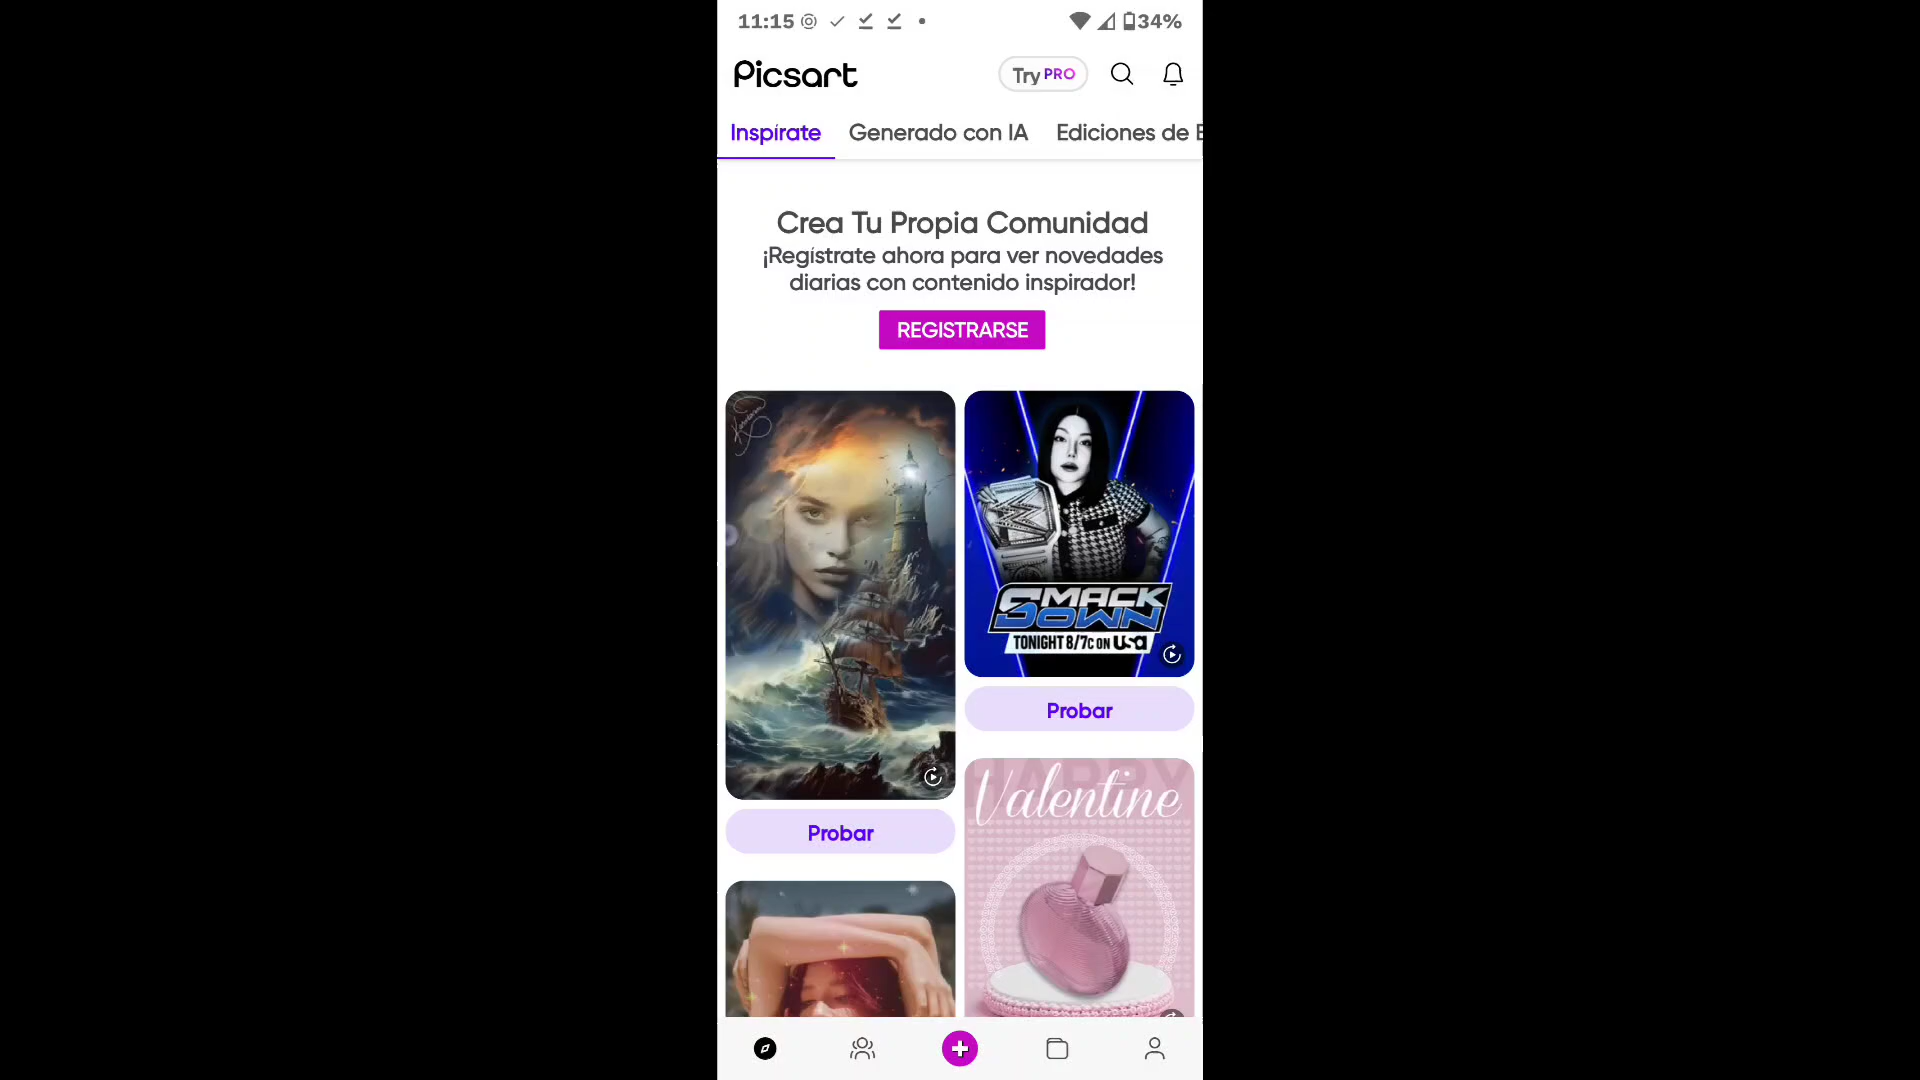 11:15
34%
Picsart
Try PRO
Inspírate
Generado con IA
Ediciones de
Crea Tu Propia Comunidad
¡Regístrate ahora para ver novedades
diarias con contenido inspirador!
REGISTRARSE
SMACK
DOWN
TONIGHT 8/7C ON USA
Probar
HAPPY
Valentine
Probar